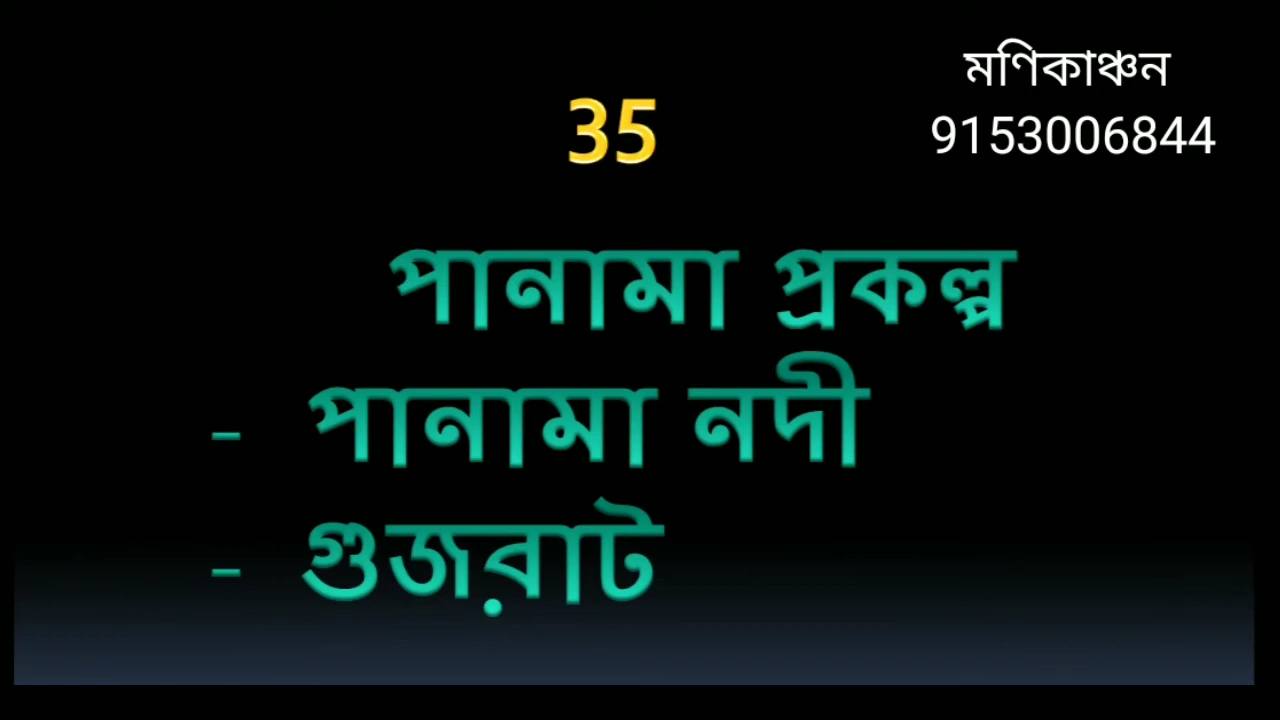 মণিকাঞ্চন
9153006844
35
পানামা প্রকল্প
- পানামা নদী
- গুজরাট